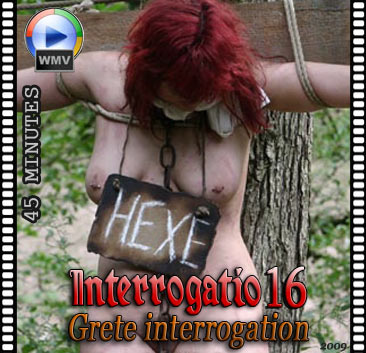 WMV
45 MINUTES
HEXE
Interrogatio 16
Grete interrogation
2009